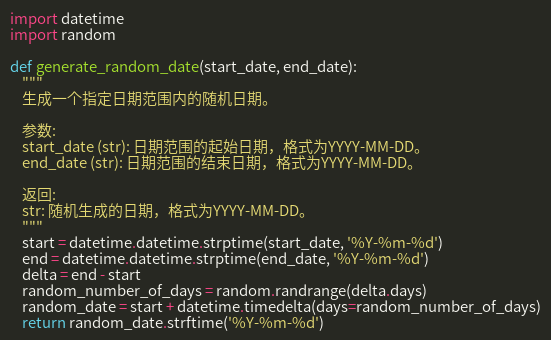 import datetime
import random

def generate_random_date(start_date, end_date):
    """
    生成一个指定日期范围内的随机日期。

    参数:
    start_date (str): 日期范围的起始日期，格式为YYYY-MM-DD。
    end_date (str): 日期范围的结束日期，格式为YYYY-MM-DD。

    返回:
    str: 随机生成的日期，格式为YYYY-MM-DD。
    """
    start = datetime.datetime.strptime(start_date, '%Y-%m-%d')
    end = datetime.datetime.strptime(end_date, '%Y-%m-%d')
    delta = end - start
    random_number_of_days = random.randrange(delta.days)
    random_date = start + datetime.timedelta(days=random_number_of_days)
    return random_date.strftime('%Y-%m-%d')